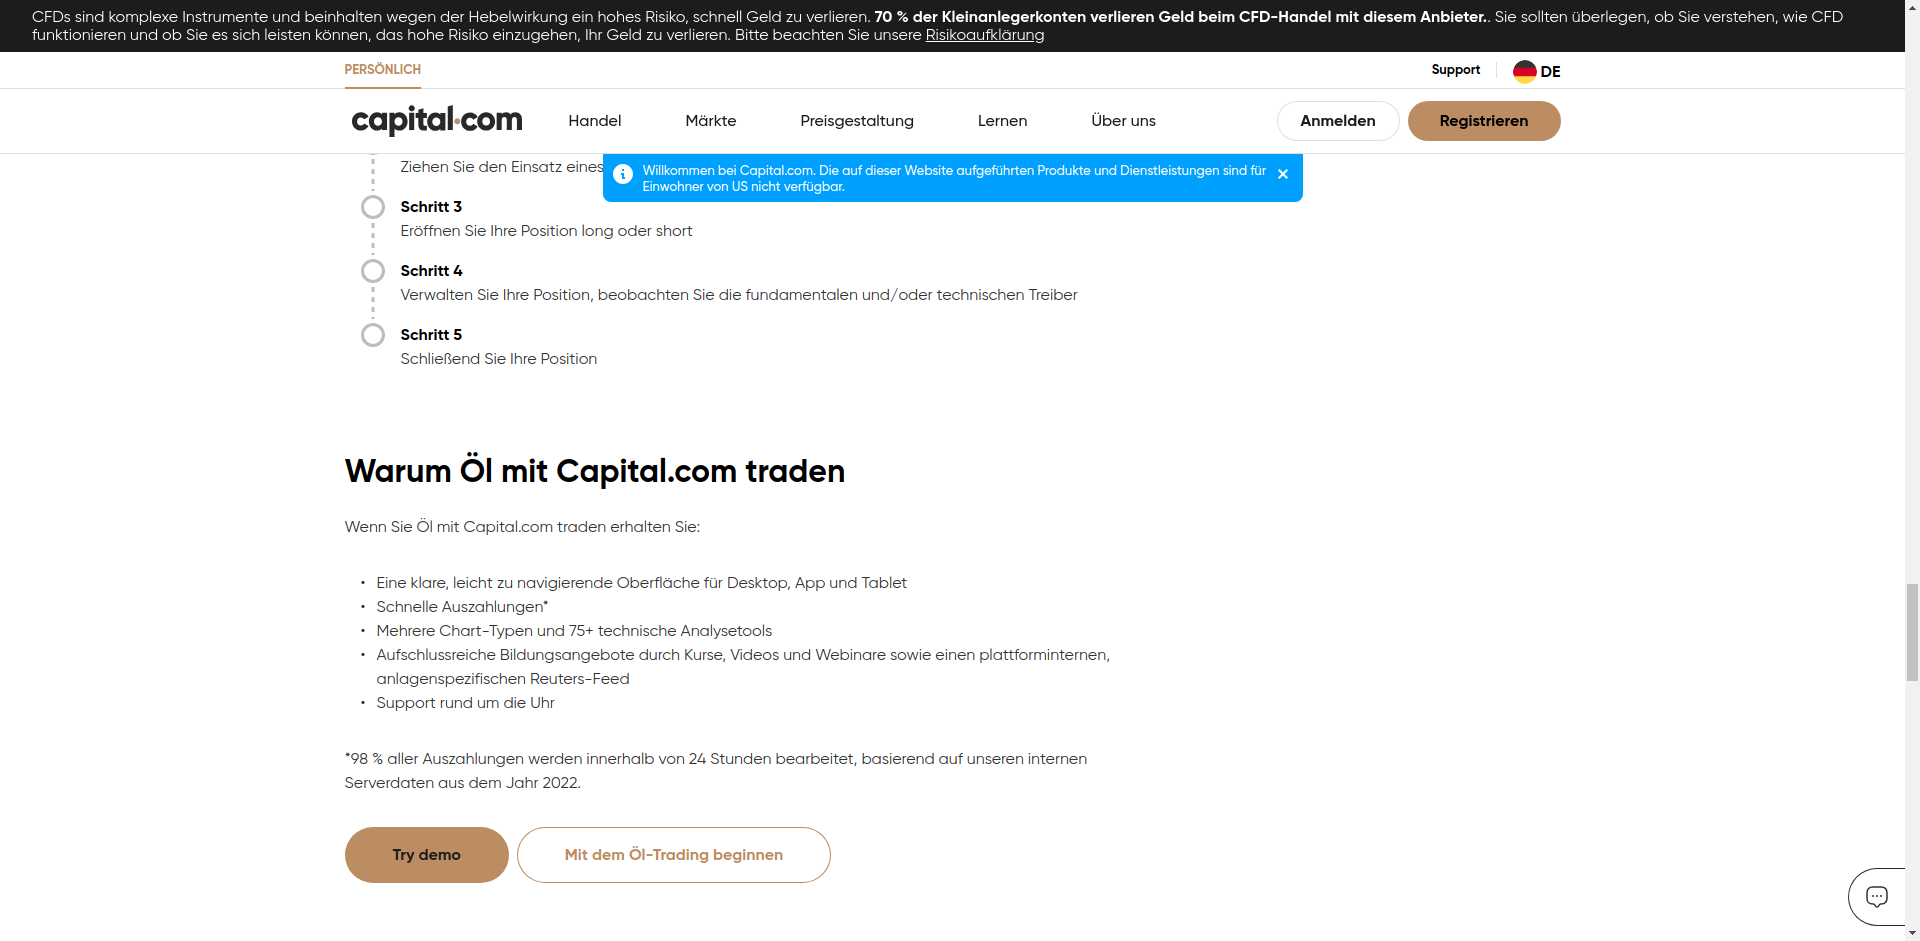 CFDs sind komplexe Instrumente und beinhalten wegen der Hebelwirkung ein hohes Risiko, schnell Geld zu verlieren. 70 % der Kleinanlegerkonten verlieren Geld beim CFD-Handel mit diesem Anbieter.. Sie sollten überlegen, ob Sie verstehen, wie CFD
funktionieren und ob Sie es sich leisten können, das hohe Risiko einzugehen, Ihr Geld zu verlieren. Bitte beachten Sie unsere Risikoaufklärung
PERSÖNLICH
Support
DE
capital.com
Handel
Märkte
Preisgestaltung
Lernen
Über uns
Anmelden
Registrieren
Ziehen Sie den Einsatz eines
Willkommen bei Capital.com. Die auf dieser Website aufgeführten Produkte und Dienstleistungen sind für
Einwohner von US nicht verfügbar.
Schritt 3
Eröffnen Sie Ihre Position long oder short
Schritt 4
Verwalten Sie Ihre Position, beobachten Sie die fundamentalen und/oder technischen Treiber
Schritt 5
Schließend Sie Ihre Position
Warum Öl mit Capital.com traden
Wenn Sie Öl mit Capital.com traden erhalten Sie:
• Eine klare, leicht zu navigierende Oberfläche für Desktop, App und Tablet
• Schnelle Auszahlungen*
• Mehrere Chart-Typen und 75+ technische Analysetools
• Aufschlussreiche Bildungsangebote durch Kurse, Videos und Webinare sowie einen plattforminternen,
anlagenspezifischen Reuters-Feed
• Support rund um die Uhr
*98 % aller Auszahlungen werden innerhalb von 24 Stunden bearbeitet, basierend auf unseren internen
Serverdaten aus dem Jahr 2022.
Try demo
Mit dem Öl-Trading beginnen